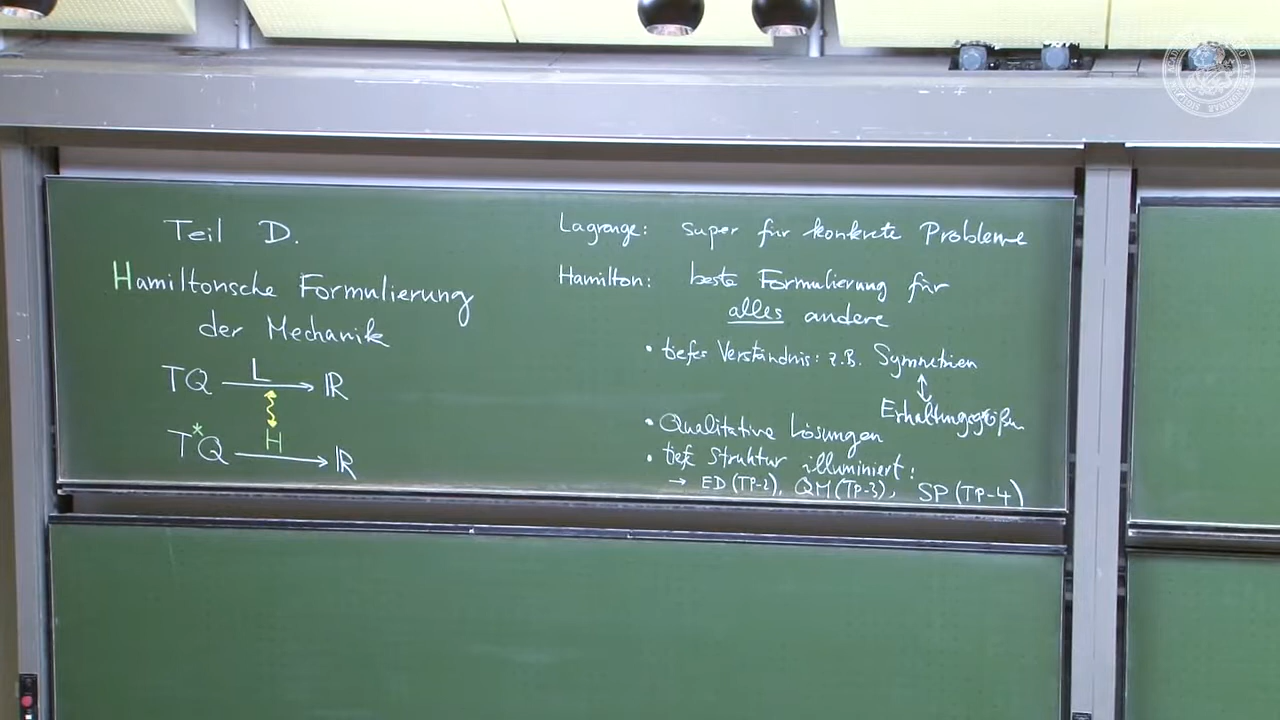 Teil D.
Hamiltonsche Formulierung
der Mechanik
TQ L→ ℝ
T*Q H→ ℝ
Lagrange: super für konkrete Probleme
Hamilton: beste Formulierung für
alles andere
• tiefes Verständnis: z.B. Symmetrien
↕
Erhaltungsgrößen
• Qualitative Lösungen
• tiefe Struktur illuminiert:
→ ED (TP-2), QM (TP-3), SP (TP-4)